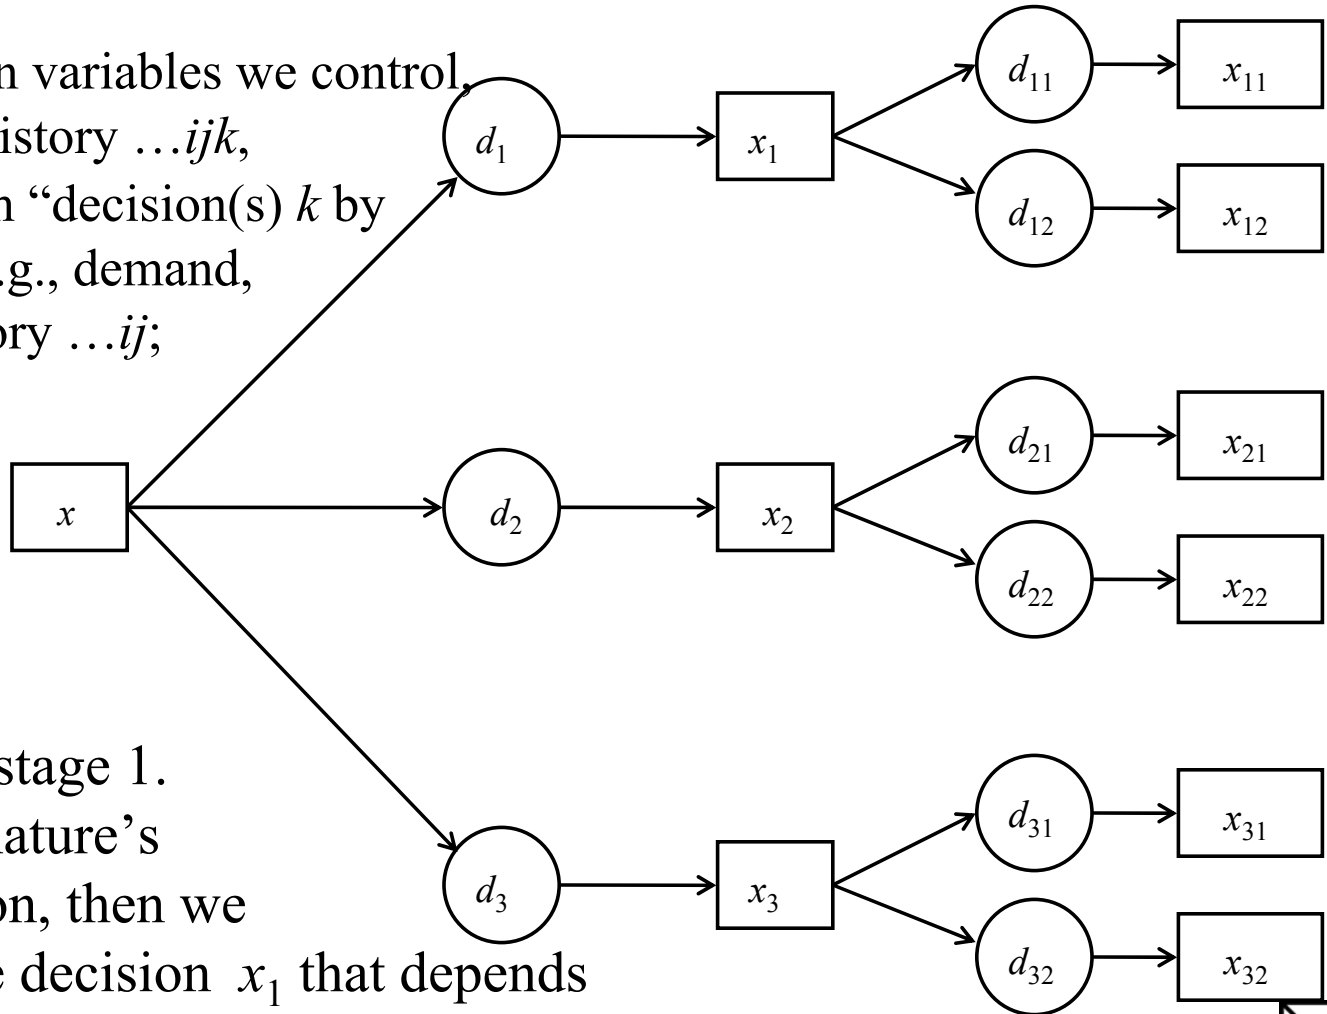 n variables we control,
istory …ijk,
n “decision(s) k by
.g., demand,
ory …ij;
d₁
x₁
d₁₁
x₁₁
d₁₂
x₁₂
x
d₂
x₂
d₂₁
x₂₁
d₂₂
x₂₂
stage 1.
ature’s
on, then we
e decision x₁ that depends
d₃
x₃
d₃₁
x₃₁
d₃₂
x₃₂